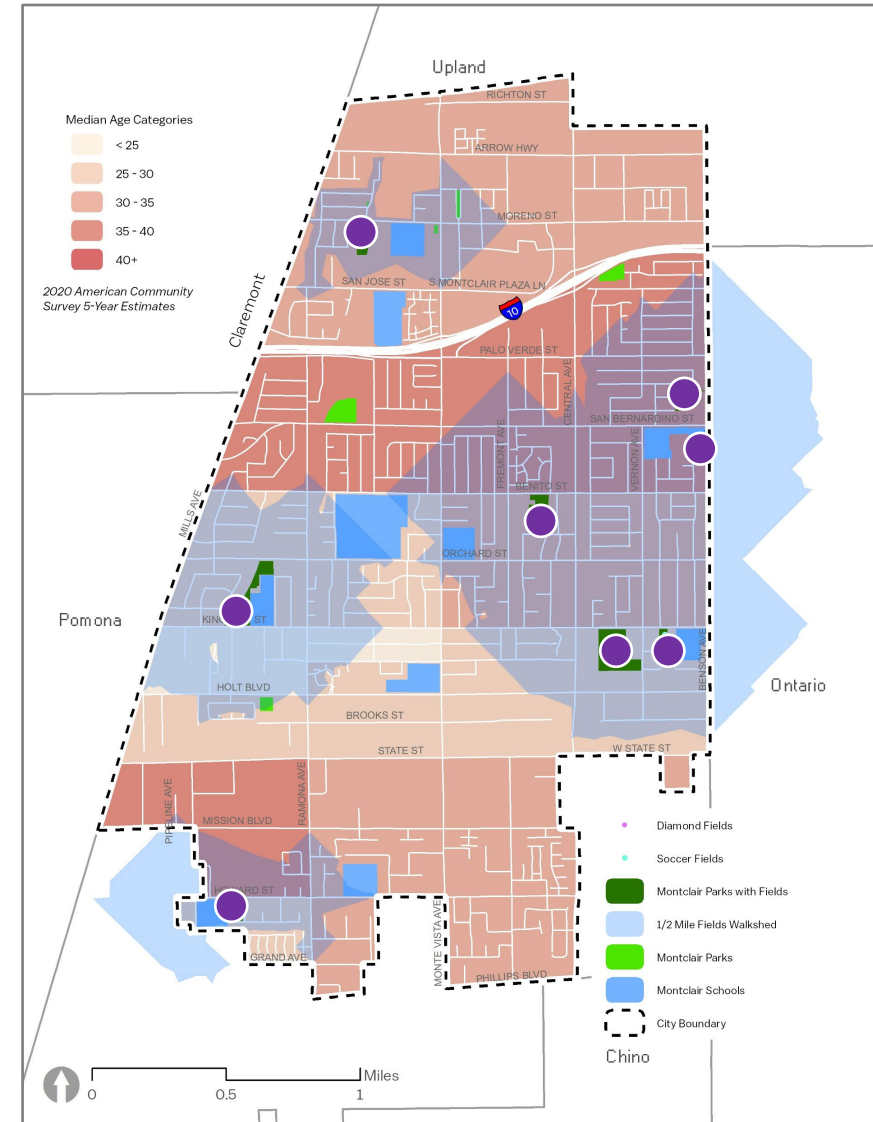 Upland
RICHTON ST
Median Age Categories
< 25
25 - 30
30 - 35
35 - 40
40+
2020 American Community
Survey 5-Year Estimates
ARROW HWY
MORENO ST
SAN JOSE ST
S MONTCLAIR PLAZA LN
Claremont
10
PALO VERDE ST
CENTRAL AVE
SAN BERNARDINO ST
FREMONT AVE
VERNON AVE
BENITO ST
MILLS AVE
ORCHARD ST
Pomona
HOLT BLVD
BENSON AVE
Ontario
BROOKS ST
STATE ST
W STATE ST
PIPELINE AVE
RAMONA AVE
MISSION BLVD
GRAND AVE
MONTE VISTA AVE
PHILLIPS BLVD
Diamond Fields
Soccer Fields
Montclair Parks with Fields
1/2 Mile Fields Walkshed
Montclair Parks
Montclair Schools
City Boundary
Chino
Miles
0
0.5
1